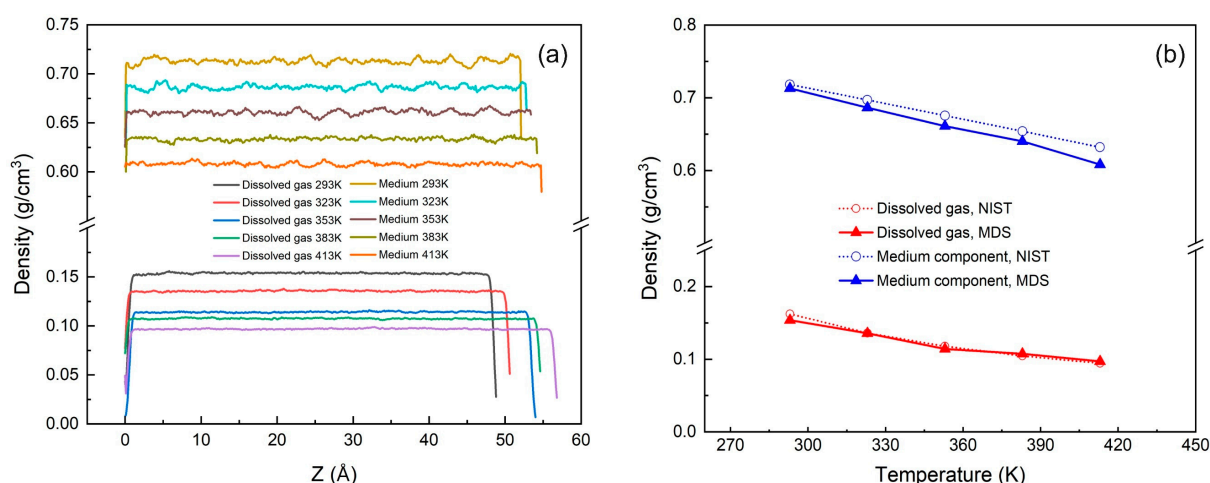 (a)
Density (g/cm3)
0.75
0.70
0.65
0.60
0.15
0.10
0.05
0.00
Dissolved gas 293K
Medium 293K
Dissolved gas 323K
Medium 323K
Dissolved gas 353K
Medium 353K
Dissolved gas 383K
Medium 383K
Dissolved gas 413K
Medium 413K
0
10
20
30
40
50
60
Z (Å)
(b)
Density (g/cm3)
0.8
0.7
0.6
0.2
0.1
0.0
Dissolved gas, NIST
Dissolved gas, MDS
Medium component, NIST
Medium component, MDS
270
300
330
360
390
420
450
Temperature (K)